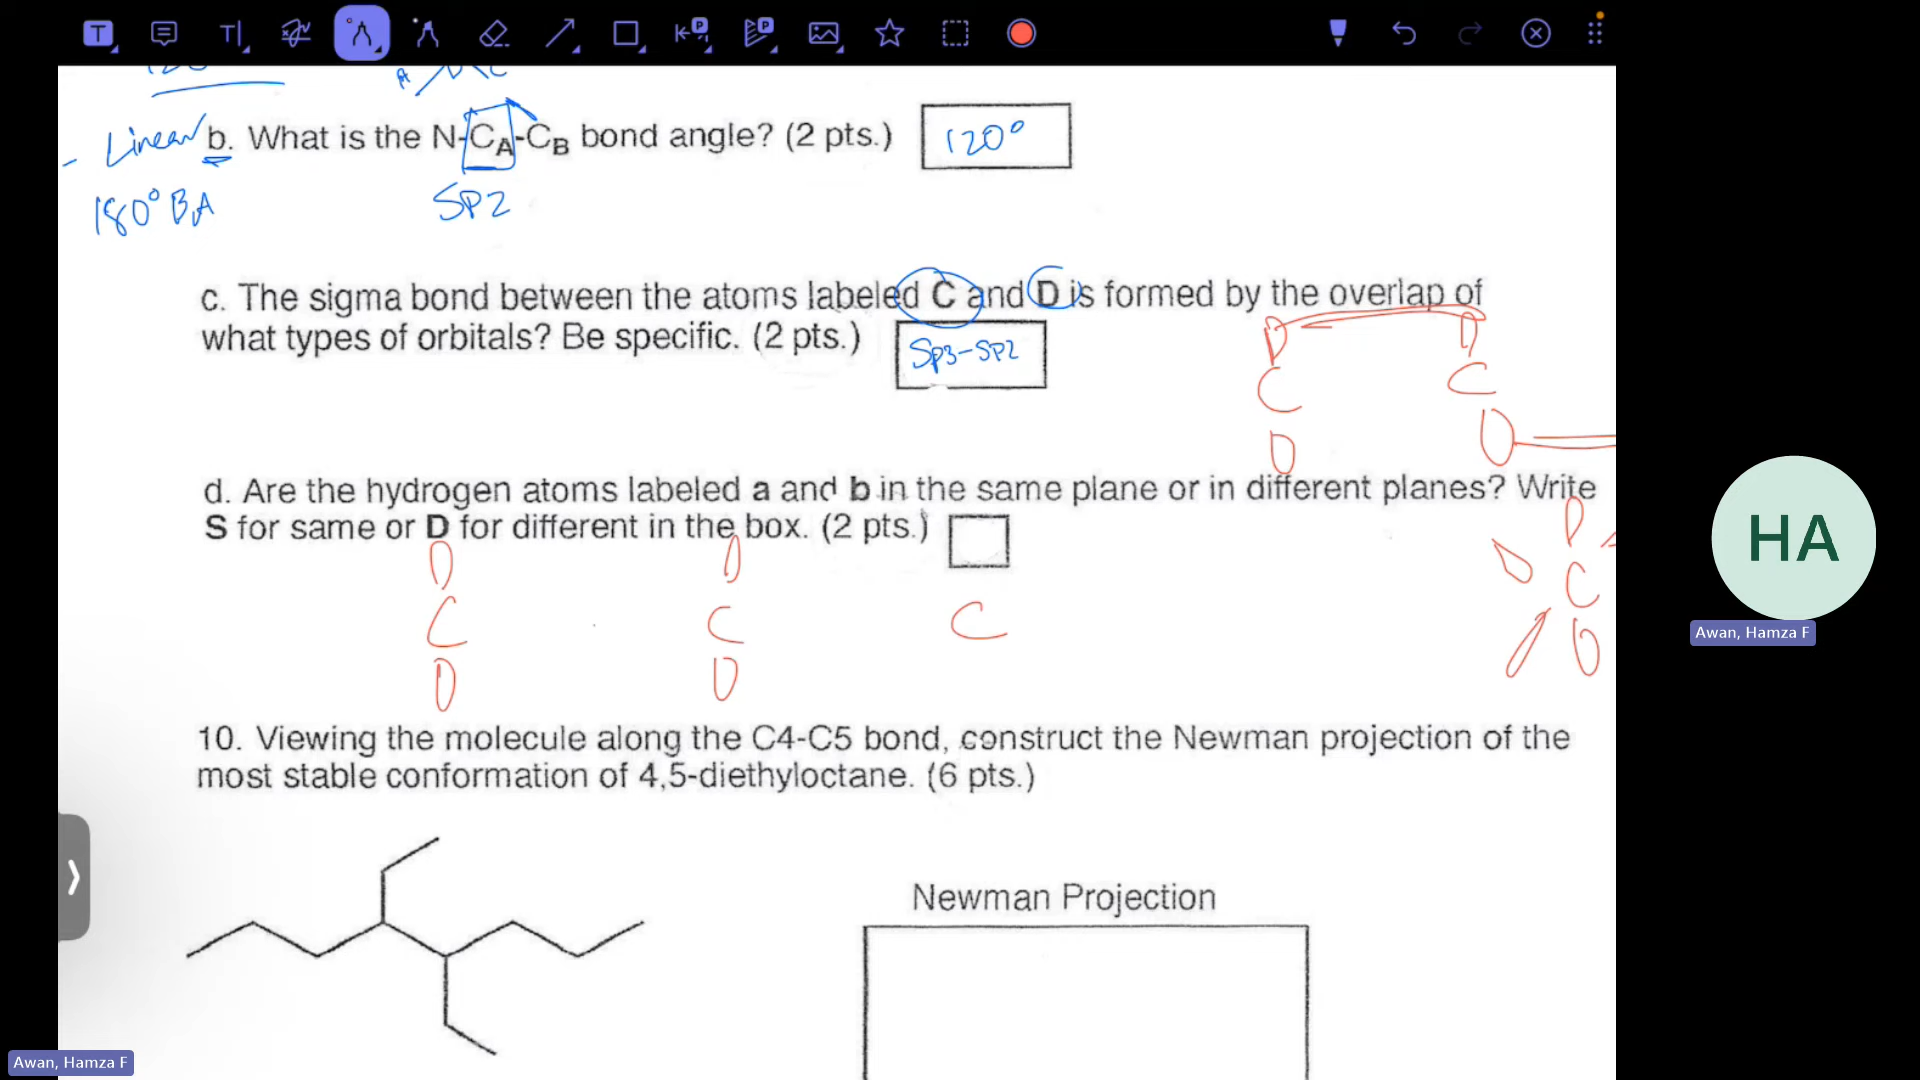 - Linear
b. What is the N-CA-CB bond angle? (2 pts.) 120°
180° BA
SP2
c. The sigma bond between the atoms labeled C and D is formed by the overlap of
what types of orbitals? Be specific. (2 pts.) Sp3-SP2
D D
C C
D
d. Are the hydrogen atoms labeled a and b in the same plane or in different planes? Write
S for same or D for different in the box. (2 pts.)
D D
C C C C
D D
10. Viewing the molecule along the C4-C5 bond, construct the Newman projection of the
most stable conformation of 4,5-diethyloctane. (6 pts.)
Newman Projection
HA
Awan, Hamza F
Awan, Hamza F